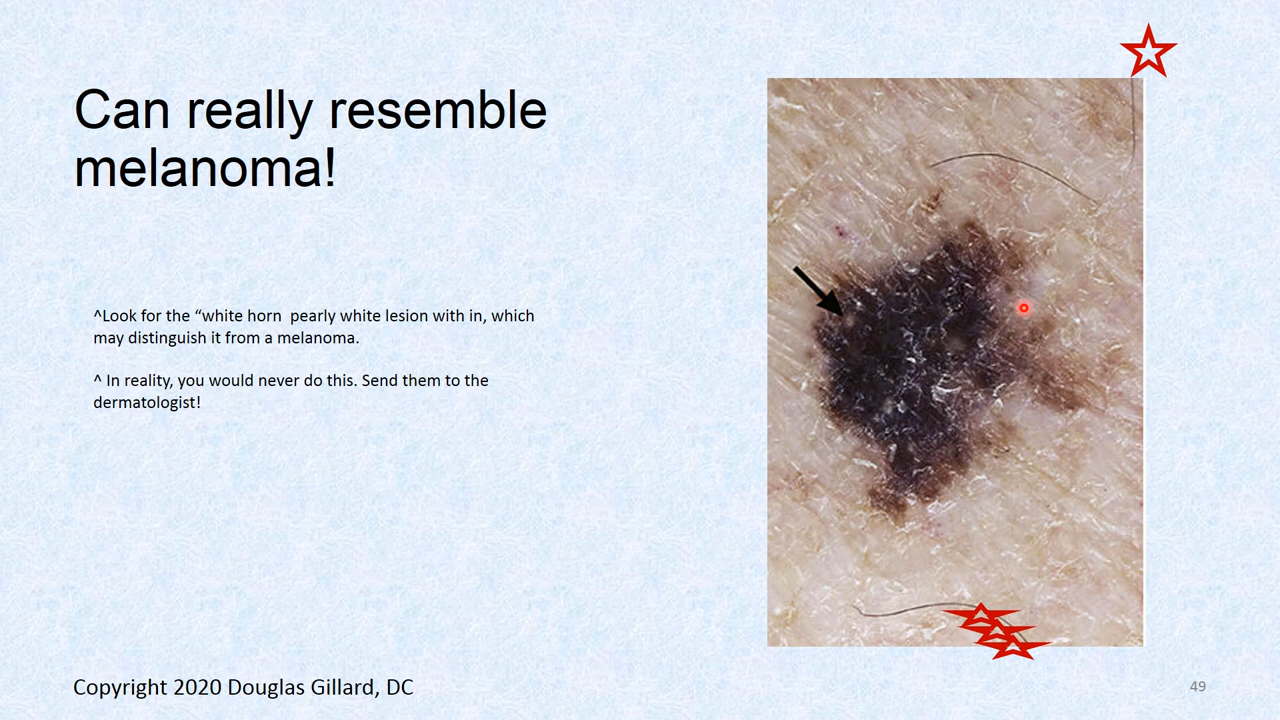 Can really resemble
melanoma!
^Look for the “white horn  pearly white lesion with in, which
may distinguish it from a melanoma.
^ In reality, you would never do this. Send them to the
dermatologist!
Copyright 2020 Douglas Gillard, DC
49